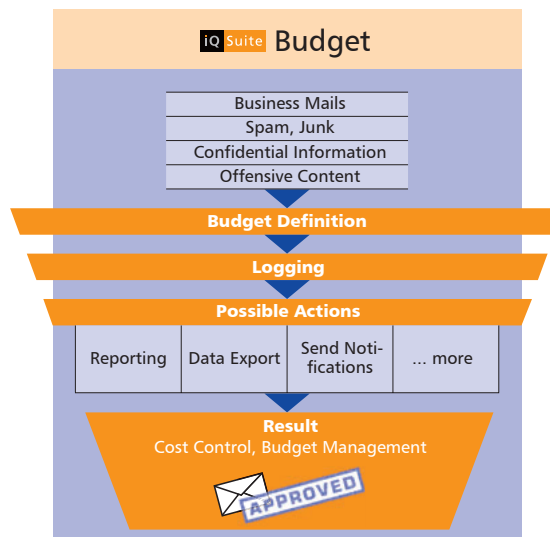 iQ Suite Budget
Business Mails
Spam, Junk
Confidential Information
Offensive Content
Budget Definition
Logging
Possible Actions
Reporting
Data Export
Send Noti-
fications
... more
Result
Cost Control, Budget Management
APPROVED